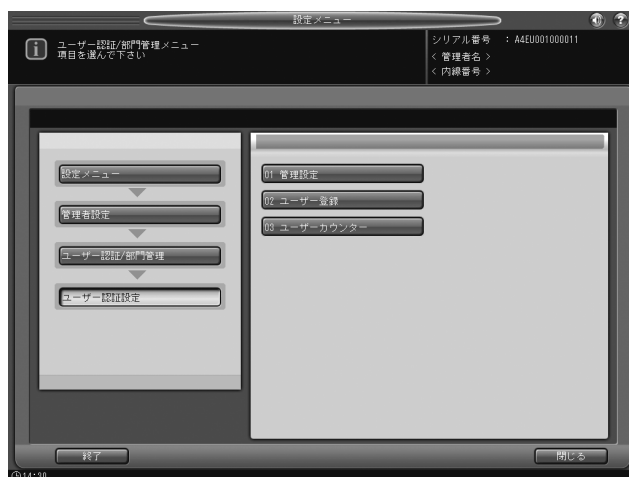 設定メニュー
ユーザー認証/部門管理メニュー
項目を選んで下さい
シリアル番号 : A4EU001000011
< 管理者名 >
< 内線番号 >
設定メニュー
管理者設定
ユーザー認証/部門管理
ユーザー認証設定
01 管理設定
02 ユーザー登録
03 ユーザーカウンター
終了
閉じる
14:30